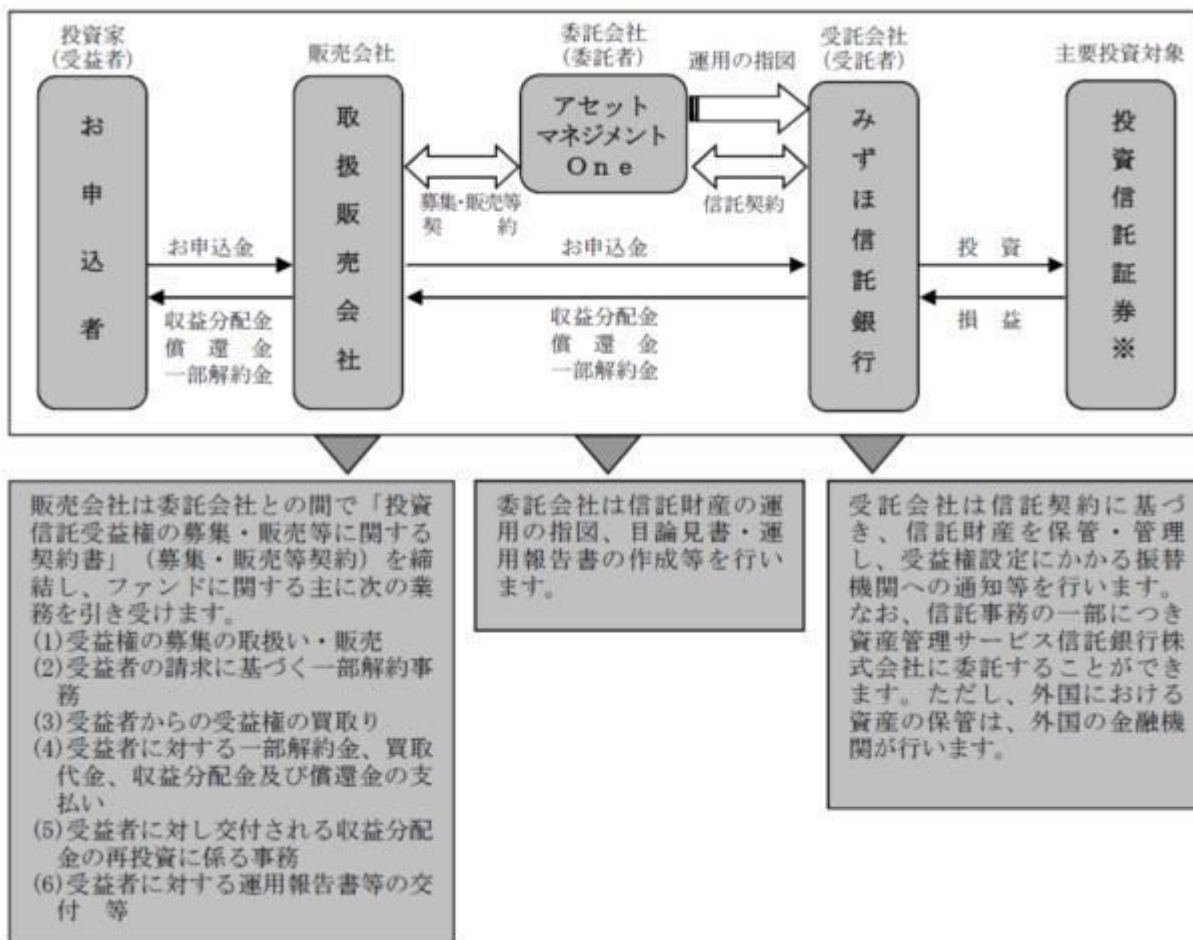 投資家
(受益者)
販売会社
委託会社
(委託者)
運用の指図
受託会社
(受託者)
主要投資対象
お申込者
取扱販売会社
アセット
マネジメント
One
みずほ信託銀行
投資信託証券※
募集・販売等
契　約
信託契約
お申込金
お申込金
投　資
収益分配金
償　還　金
一部解約金
収益分配金
償　還　金
一部解約金
損　益
販売会社は委託会社との間で「投資
信託受益権の募集・販売等に関する
契約書」（募集・販売等契約）を締
結し、ファンドに関する主に次の業
務を引き受けます。
(1)受益権の募集の取扱い・販売
(2)受益者の請求に基づく一部解約事
務
(3)受益者からの受益権の買取り
(4)受益者に対する一部解約金、買取
代金、収益分配金及び償還金の支
払い
(5)受益者に対し交付される収益分配
金の再投資に係る事務
(6)受益者に対する運用報告書等の交
付　等
委託会社は信託財産の運
用の指図、目論見書・運
用報告書の作成等を行い
ます。
受託会社は信託契約に基づ
き、信託財産を保管・管理
し、受益権設定にかかる振替
機関への通知等を行います。
なお、信託事務の一部につき
資産管理サービス信託銀行株
式会社に委託することができ
ます。ただし、外国における
資産の保管は、外国の金融機
関が行います。